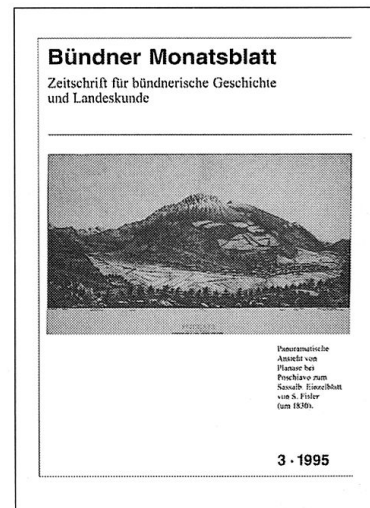 Bündner Monatsblatt
Zeitschrift für bündnerische Geschichte
und Landeskunde
Panoramatische
Ansicht von
Planase bei
Poschiavo zum
Sassalb. Einzelblatt
von S. Fisler
(um 1830).
3 · 1995